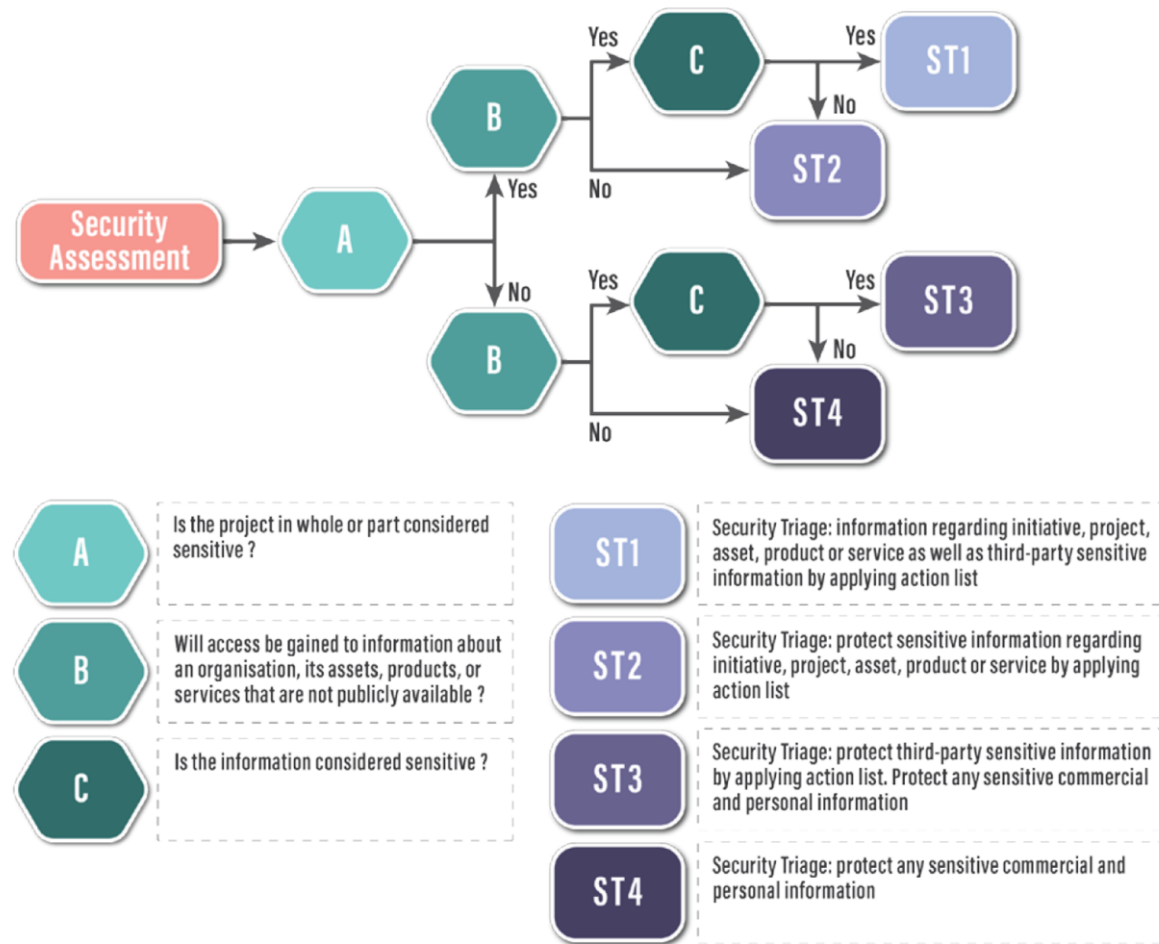 Yes
C
Yes
ST1
B
No
ST2
Yes
No
Security
Assessment
A
No
Yes
C
Yes
ST3
B
No
ST4
No
A
Is the project in whole or part considered
sensitive ?
B
Will access be gained to information about
an organisation, its assets, products, or
services that are not publicly available ?
C
Is the information considered sensitive ?
ST1
Security Triage: information regarding initiative, project,
asset, product or service as well as third-party sensitive
information by applying action list
ST2
Security Triage: protect sensitive information regarding
initiative, project, asset, product or service by applying
action list
ST3
Security Triage: protect third-party sensitive information
by applying action list. Protect any sensitive commercial
and personal information
ST4
Security Triage: protect any sensitive commercial and
personal information